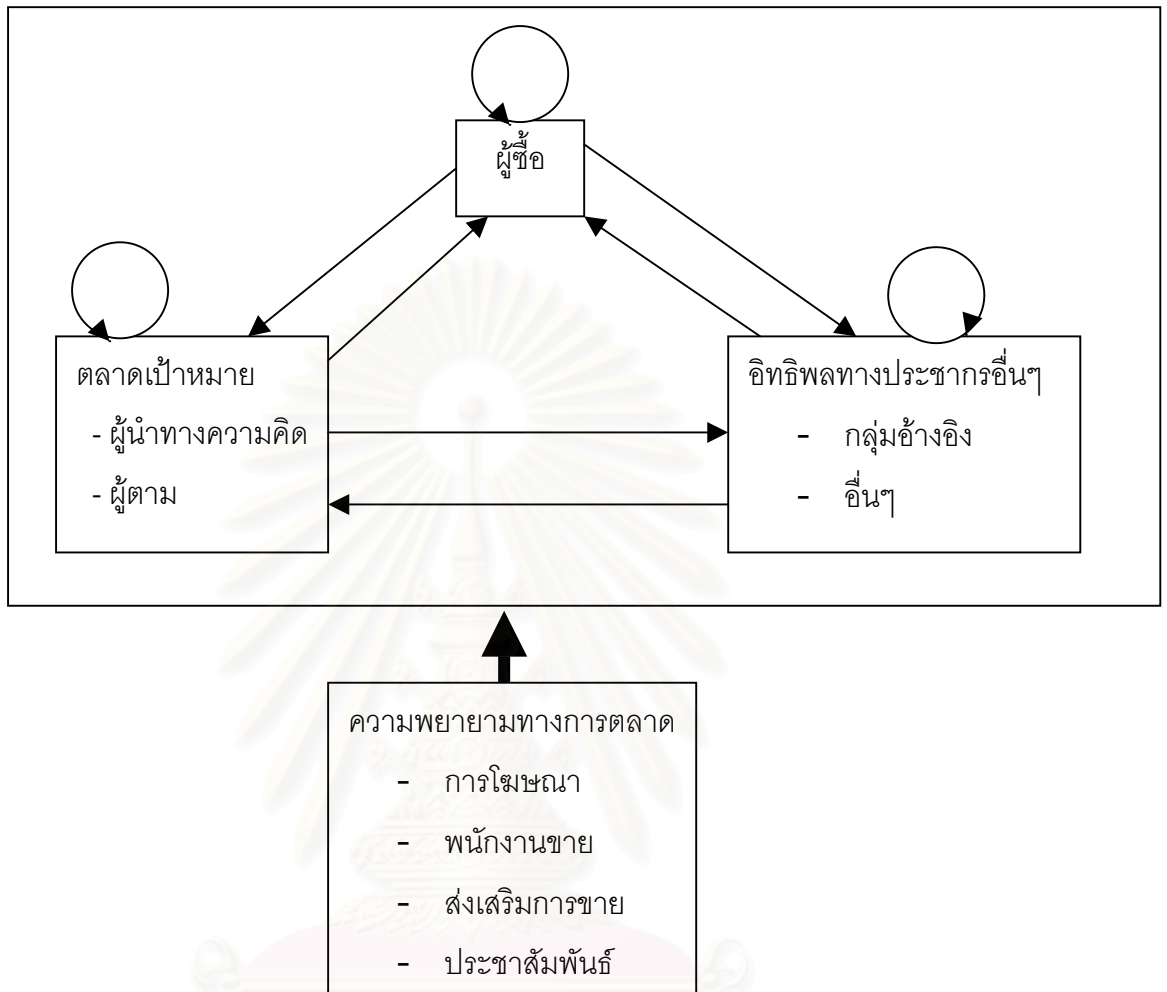 ผู้ซื้อ
ตลาดเป้าหมาย
- ผู้นำทางความคิด
- ผู้ตาม
อิทธิพลทางประชากรอื่นๆ
- กลุ่มอ้างอิง
- อื่นๆ
ความพยายามทางการตลาด
- การโฆษณา
- พนักงานขาย
- ส่งเสริมการขาย
- ประชาสัมพันธ์